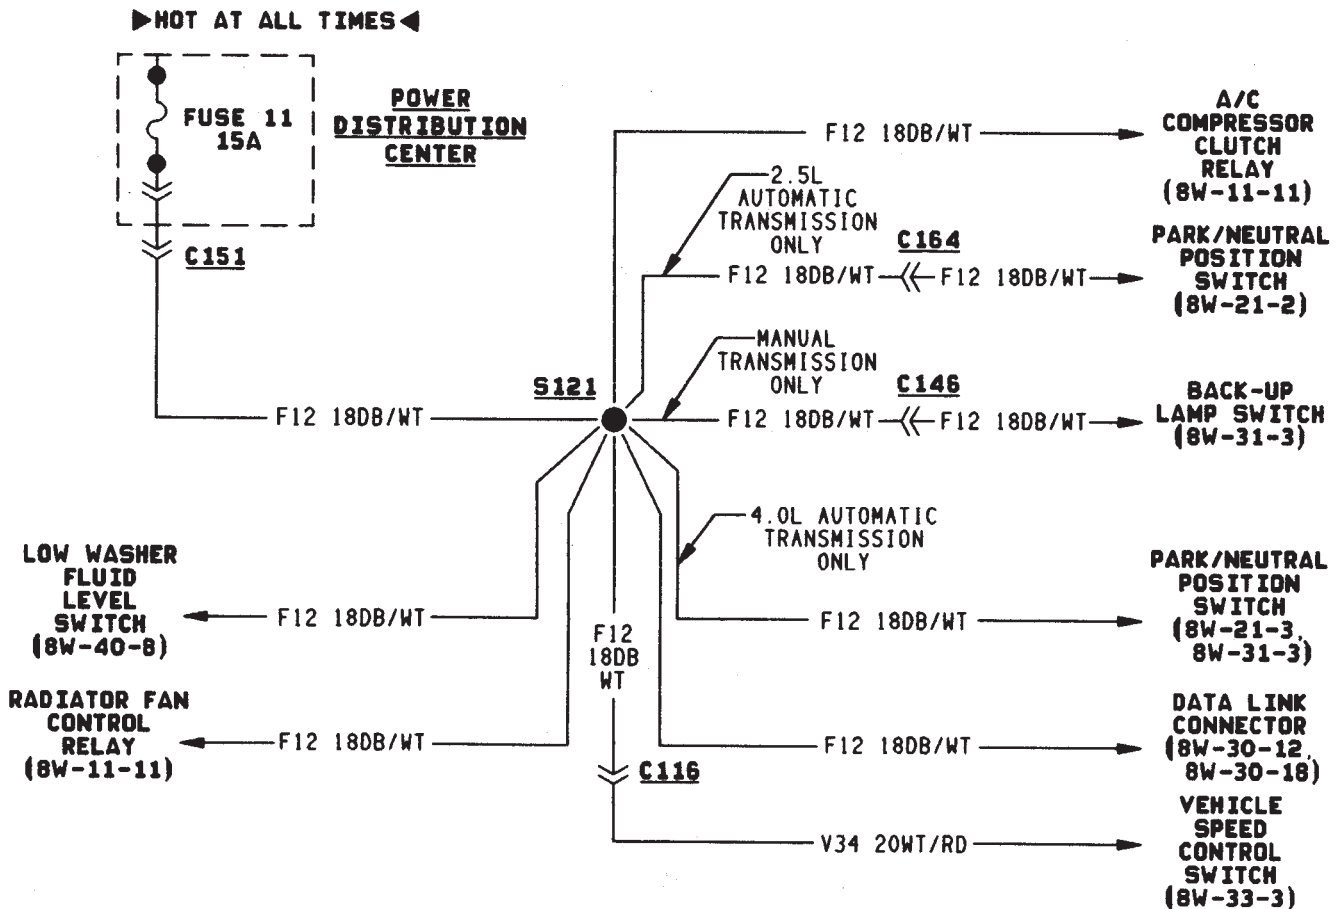 HOT AT ALL TIMES
FUSE 11
15A
POWER
DISTRIBUTION
CENTER
C151
F12 18DB/WT
S121
F12 18DB/WT
A/C
COMPRESSOR
CLUTCH
RELAY
(8W-11-11)
2.5L
AUTOMATIC
TRANSMISSION
ONLY
C164
F12 18DB/WT
F12 18DB/WT
PARK/NEUTRAL
POSITION
SWITCH
(8W-21-2)
MANUAL
TRANSMISSION
ONLY
C146
F12 18DB/WT
F12 18DB/WT
BACK-UP
LAMP SWITCH
(8W-31-3)
4.0L AUTOMATIC
TRANSMISSION
ONLY
F12 18DB/WT
PARK/NEUTRAL
POSITION
SWITCH
(8W-21-3,
8W-31-3)
LOW WASHER
FLUID
LEVEL
SWITCH
(8W-40-8)
F12 18DB/WT
F12
18DB
WT
RADIATOR FAN
CONTROL
RELAY
(8W-11-11)
F12 18DB/WT
F12 18DB/WT
DATA LINK
CONNECTOR
(8W-30-12,
8W-30-18)
C116
V34 20WT/RD
VEHICLE
SPEED
CONTROL
SWITCH
(8W-33-3)